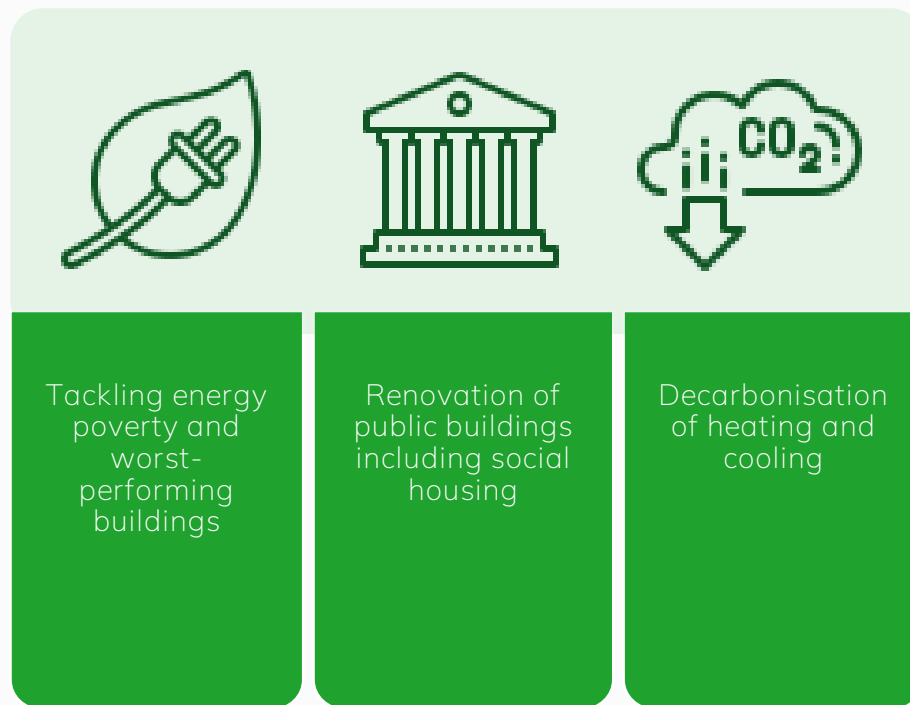 CO2
Tackling energy
poverty and
worst-
performing
buildings
Renovation of
public buildings
including social
housing
Decarbonisation
of heating and
cooling